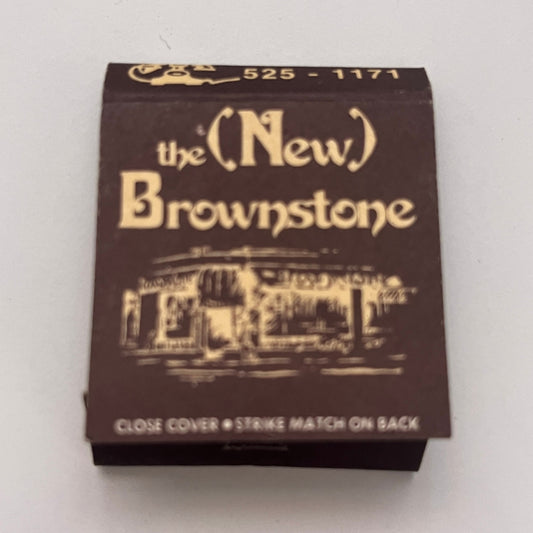 525 - 1171
the (New)
Brownstone
CLOSE COVER • STRIKE MATCH ON BACK